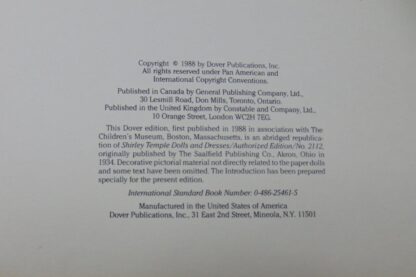 Copyright © 1988 by Dover Publications, Inc.
All rights reserved under Pan American and
International Copyright Conventions.
Published in Canada by General Publishing Company, Ltd.,
30 Lesmill Road, Don Mills, Toronto, Ontario.
Published in the United Kingdom by Constable and Company, Ltd.,
10 Orange Street, London WC2H 7EG.
This Dover edition, first published in 1988 in association with The
Children's Museum, Boston, Massachusetts, is an abridged republica-
tion of Shirley Temple Dolls and Dresses/Authorized Edition/No. 2112,
originally published by The Saalfield Publishing Co., Akron, Ohio in
1934. Decorative pictorial material not directly related to the paper dolls
and some text have been omitted. The Introduction has been prepared
specially for the present edition.
International Standard Book Number: 0-486-25461-5
Manufactured in the United States of America
Dover Publications, Inc., 31 East 2nd Street, Mineola, N.Y. 11501